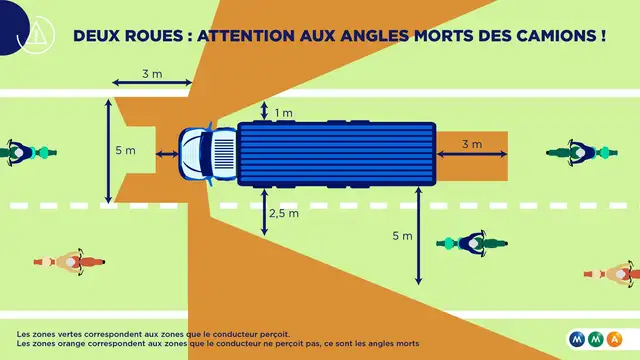 DEUX ROUES : ATTENTION AUX ANGLES MORTS DES CAMIONS !
3 m
1 m
5 m
3 m
2,5 m
5 m
Les zones vertes correspondent aux zones que le conducteur perçoit.
Les zones orange correspondent aux zones que le conducteur ne perçoit pas, ce sont les angles morts
M M A